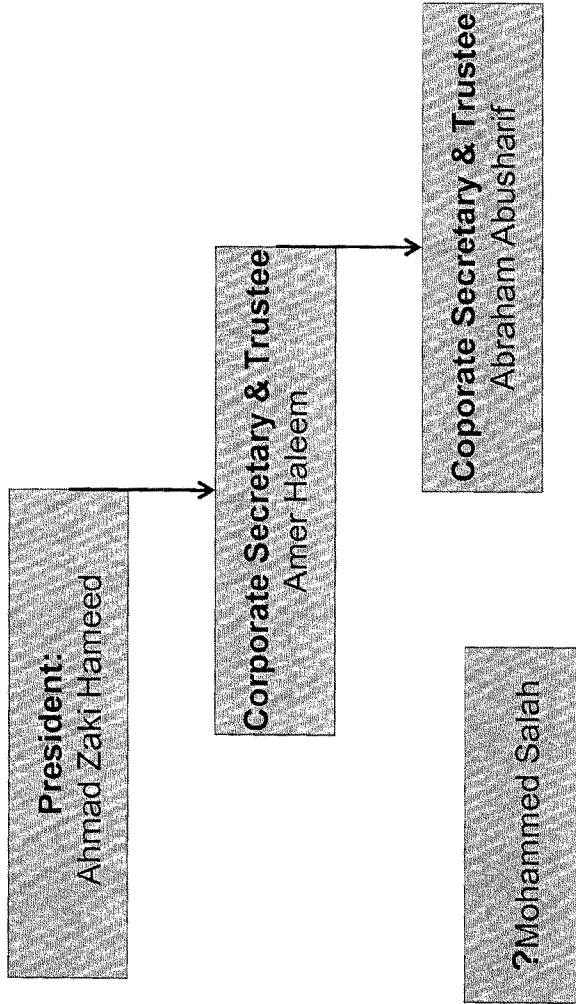 President:
Ahmad Zaki Hameed
Corporate Secretary & Trustee
Amer Haleem
Coporate Secretary & Trustee
Abraham Abusharif
?Mohammed Salah